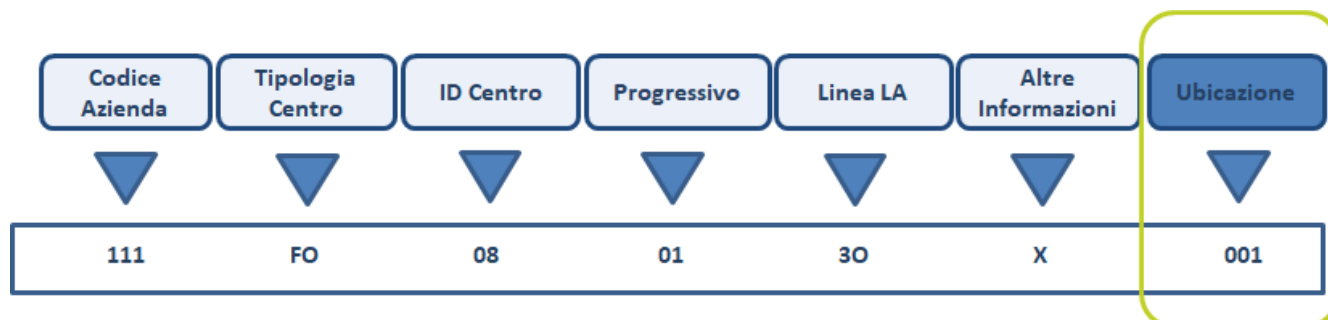 Codice
Azienda
Tipologia
Centro
ID Centro
Progressivo
Linea LA
Altre
Informazioni
Ubicazione
111
FO
08
01
3O
X
001